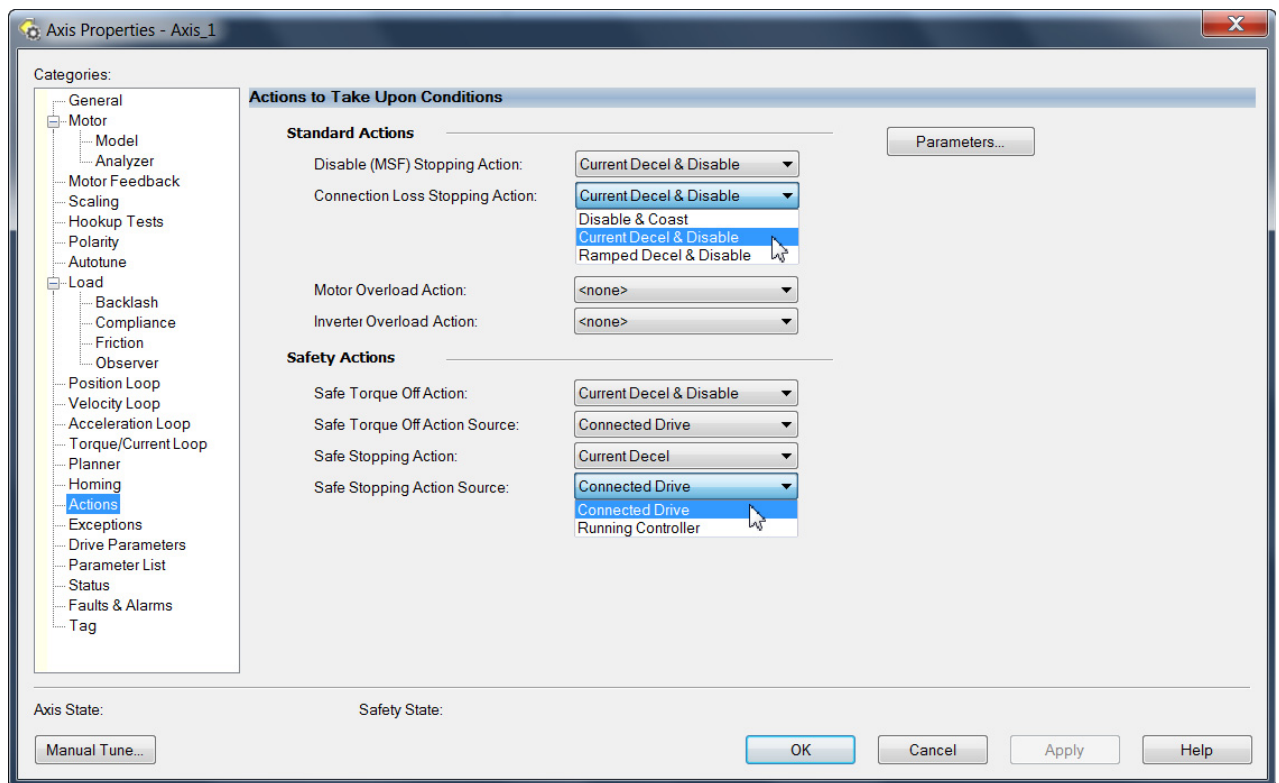 Axis Properties - Axis_1
X
Categories:
General
Motor
Model
Analyzer
Motor Feedback
Scaling
Hookup Tests
Polarity
Autotune
Load
Backlash
Compliance
Friction
Observer
Position Loop
Velocity Loop
Acceleration Loop
Torque/Current Loop
Planner
Homing
Actions
Exceptions
Drive Parameters
Parameter List
Status
Faults & Alarms
Tag
Actions to Take Upon Conditions
Standard Actions
Parameters...
Disable (MSF) Stopping Action: Current Decel & Disable
Connection Loss Stopping Action: Current Decel & Disable
Disable & Coast
Current Decel & Disable
Ramped Decel & Disable
Motor Overload Action: <none>
Inverter Overload Action: <none>
Safety Actions
Safe Torque Off Action: Current Decel & Disable
Safe Torque Off Action Source: Connected Drive
Safe Stopping Action: Current Decel
Safe Stopping Action Source: Connected Drive
Connected Drive
Running Controller
Axis State: Safety State:
Manual Tune... OK Cancel Apply Help